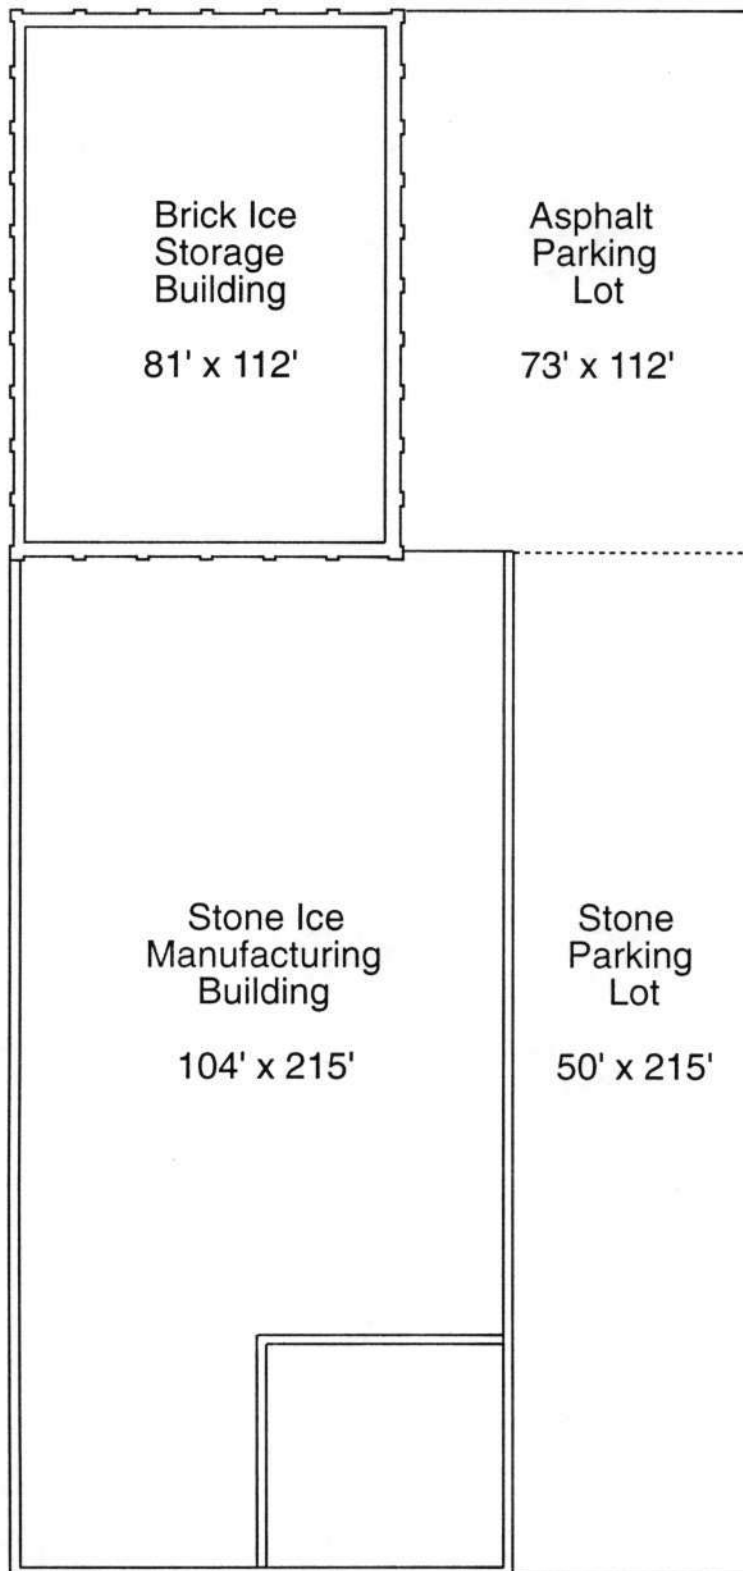 Brick Ice
Storage
Building
81' x 112'
Asphalt
Parking
Lot
73' x 112'
Stone Ice
Manufacturing
Building
104' x 215'
Stone
Parking
Lot
50' x 215'